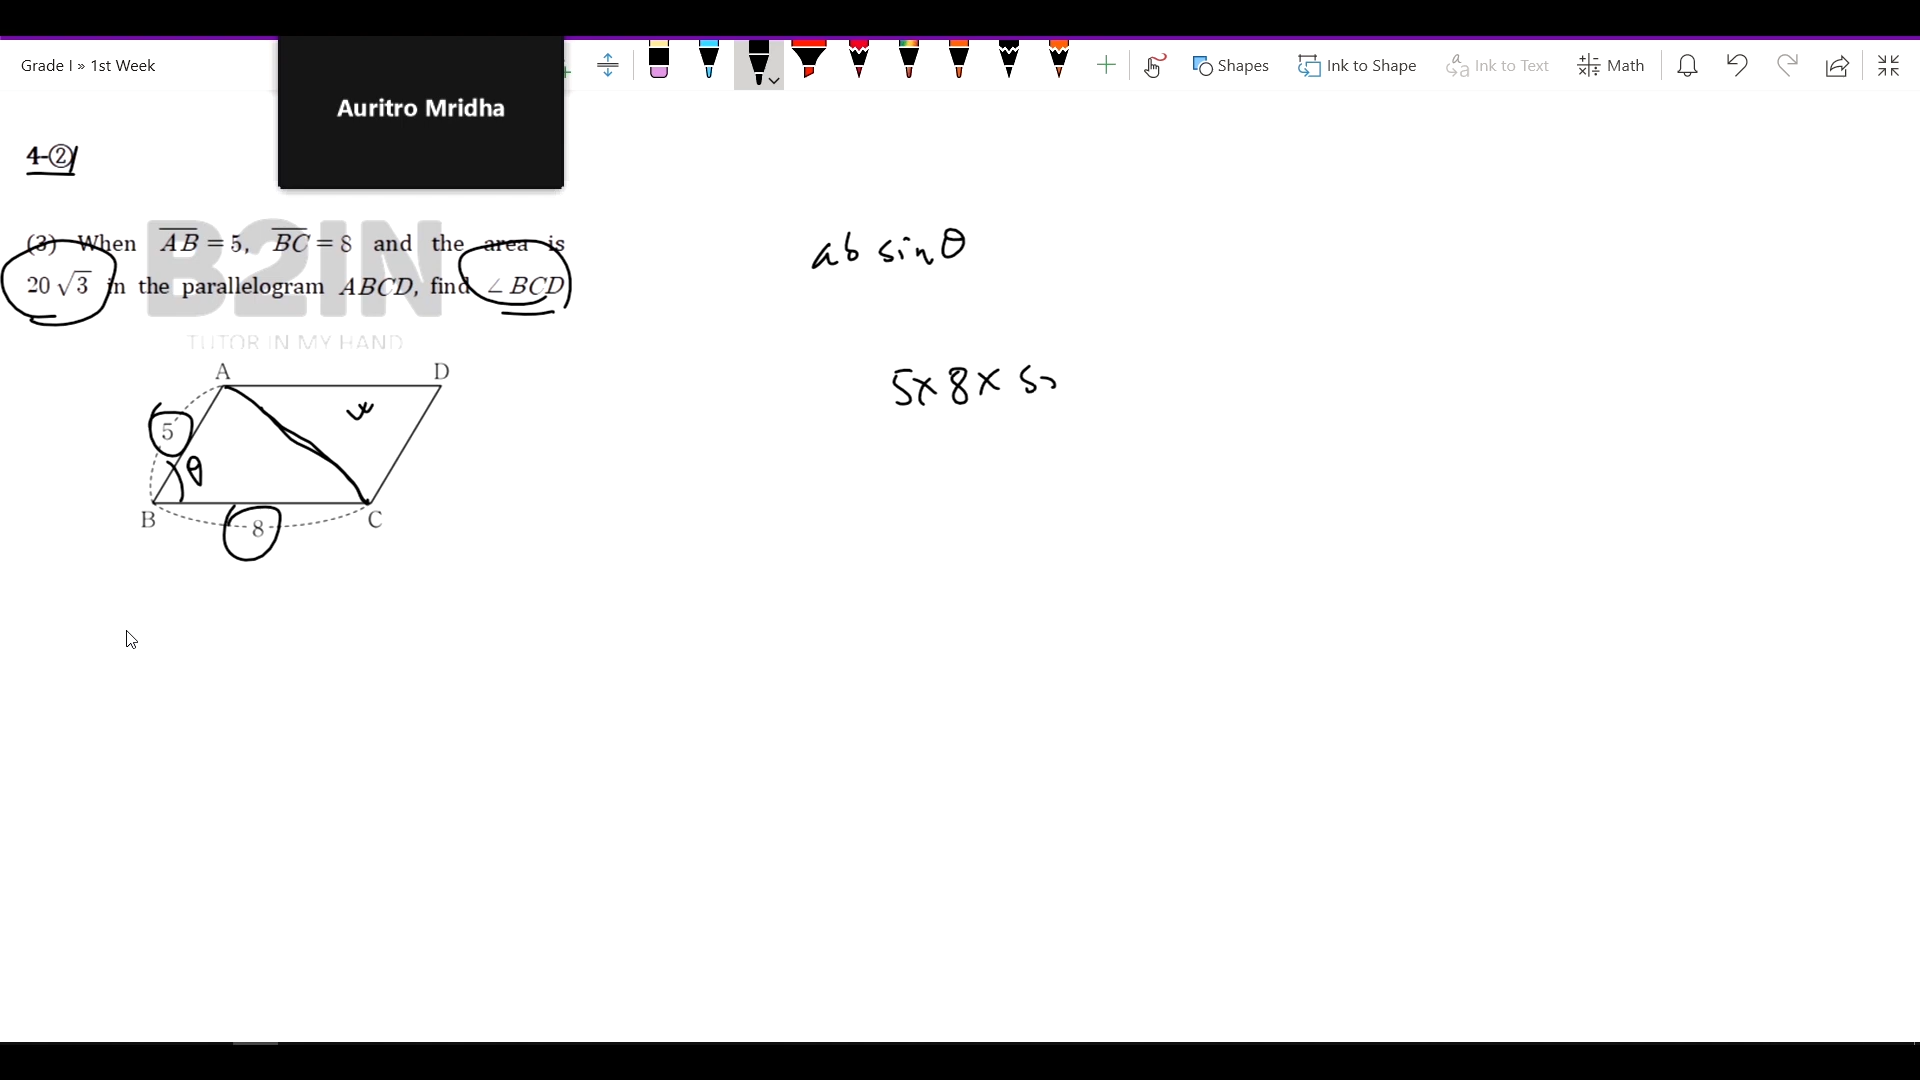 Grade I » 1st Week
Auritro Mridha
Shapes
Ink to Shape
Ink to Text
Math
4-②
(3) When AB = 5, BC = 8 and the area is
20√3 in the parallelogram ABCD, find ∠BCD
B2IN
TUTOR IN MY HAND
A
D
5
θ
B
8
C
ab sinθ
5×8×